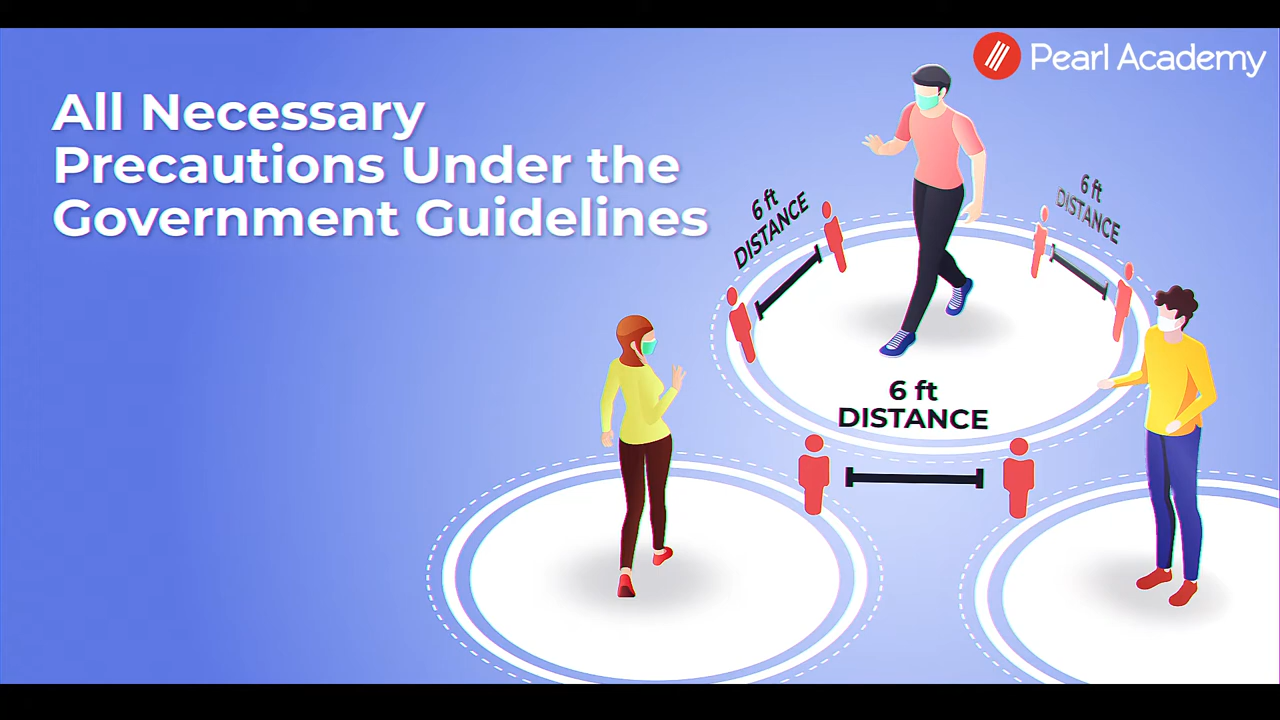 Pearl Academy
All Necessary
Precautions Under the
Government Guidelines
6 ft
DISTANCE
6 ft
DISTANCE
6 ft
DISTANCE